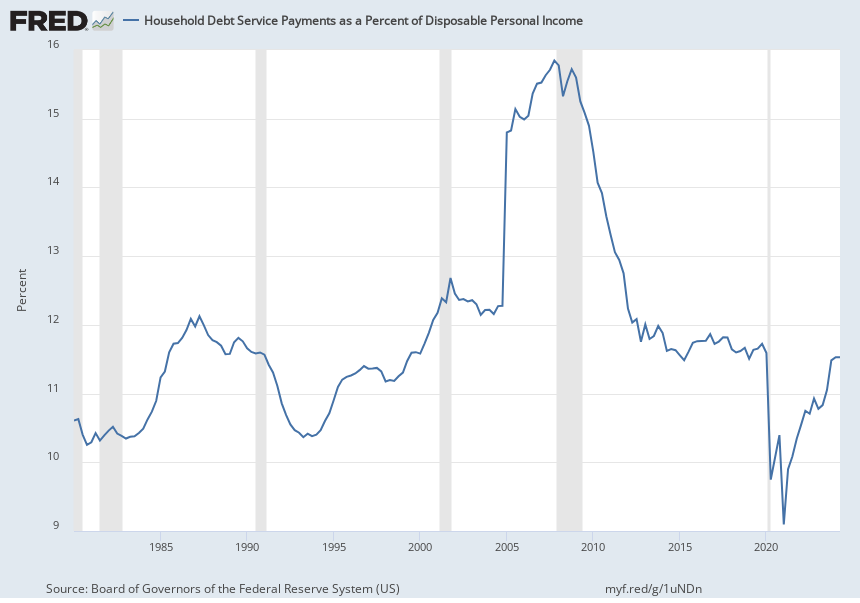 FRED
Household Debt Service Payments as a Percent of Disposable Personal Income
16
15
14
13
12
11
10
9
Percent
1985 1990 1995 2000 2005 2010 2015 2020
Source: Board of Governors of the Federal Reserve System (US)
myf.red/g/1uNDn